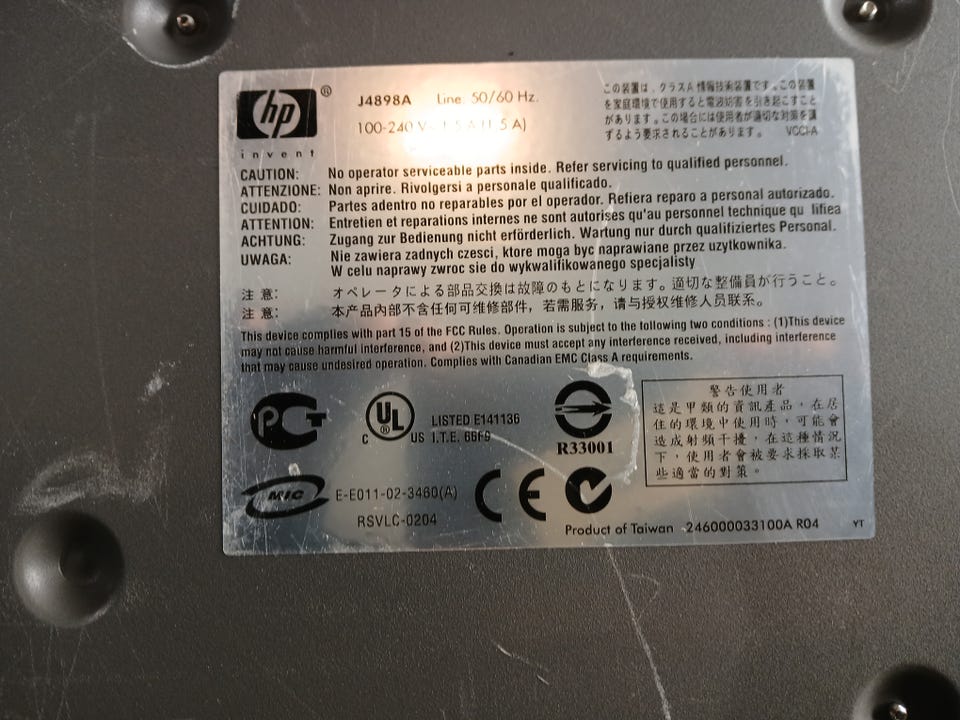 hp ®
invent
J4898A Line: 50/60 Hz.
100-240 V
この装置は、クラスA 情報技術装置です。この装置
を家庭環境で使用すると電波妨害を引き起こすこと
があります。この場合には使用者が適切な対策を講
ずるよう要求されることがあります。 VCCI-A
CAUTION: No operator serviceable parts inside. Refer servicing to qualified personnel.
ATTENZIONE: Non aprire. Rivolgersi a personale qualificado.
CUIDADO: Partes adentro no reparables por el operador. Refiera reparo a personal autorizado.
ATTENTION: Entretien et reparations internes ne sont autorisés qu'au personnel technique qu lifiea
ACHTUNG: Zugang zur Bedienung nicht erförderlich. Wartung nur durch qualifiziertes Personal.
UWAGA: Nie zawiera zadnych czesci, ktore moga byc naprawiane przez uzytkownika.
W celu naprawy zwroc sie do wykwalifikowanego specjalisty
注 意: オペレータによる部品交換は故障のもとになります。適切な整備員が行うこと。
注 意: 本产品内部不含任何可维修部件，若需服务，请与授权维修人员联系。
This device complies with part 15 of the FCC Rules. Operation is subject to the following two conditions : (1)This device
may not cause harmful interference, and (2)This device must accept any interference received, including interference
that may cause undesired operation. Complies with Canadian EMC Class A requirements.
C UL ® US
LISTED E141136
I.T.E. 66F9
R33001
警告使用者
這是甲類的資訊產品，在居
住的環境中使用時，可能會
造成射頻干擾，在這種情況
下，使用者會被要求採取某
些適當的對策。
MIC
E-E011-02-3460(A)
RSVLC-0204
CE
Product of Taiwan 246000033100A R04 YT